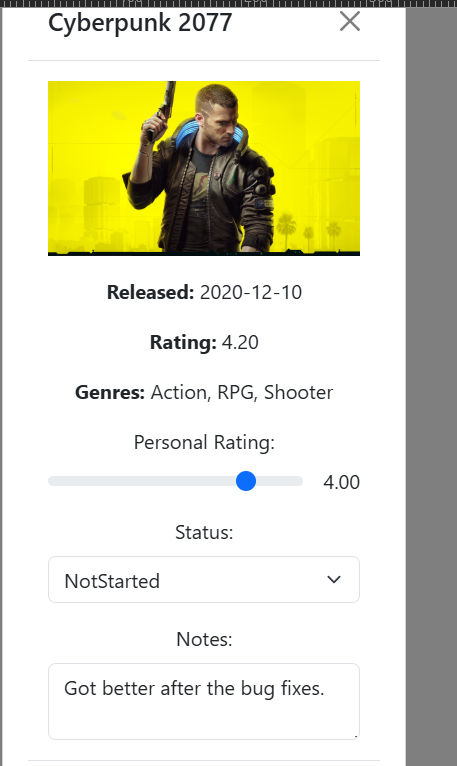 Cyberpunk 2077
Released: 2020-12-10
Rating: 4.20
Genres: Action, RPG, Shooter
Personal Rating:
4.00
Status:
NotStarted
Notes:
Got better after the bug fixes.